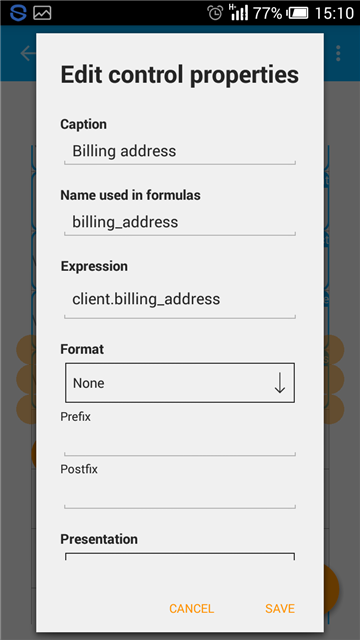 77% 15:10
Edit control properties
Caption
Billing address
Name used in formulas
billing_address
Expression
client.billing_address
Format
None
Prefix
Postfix
Presentation
CANCEL SAVE